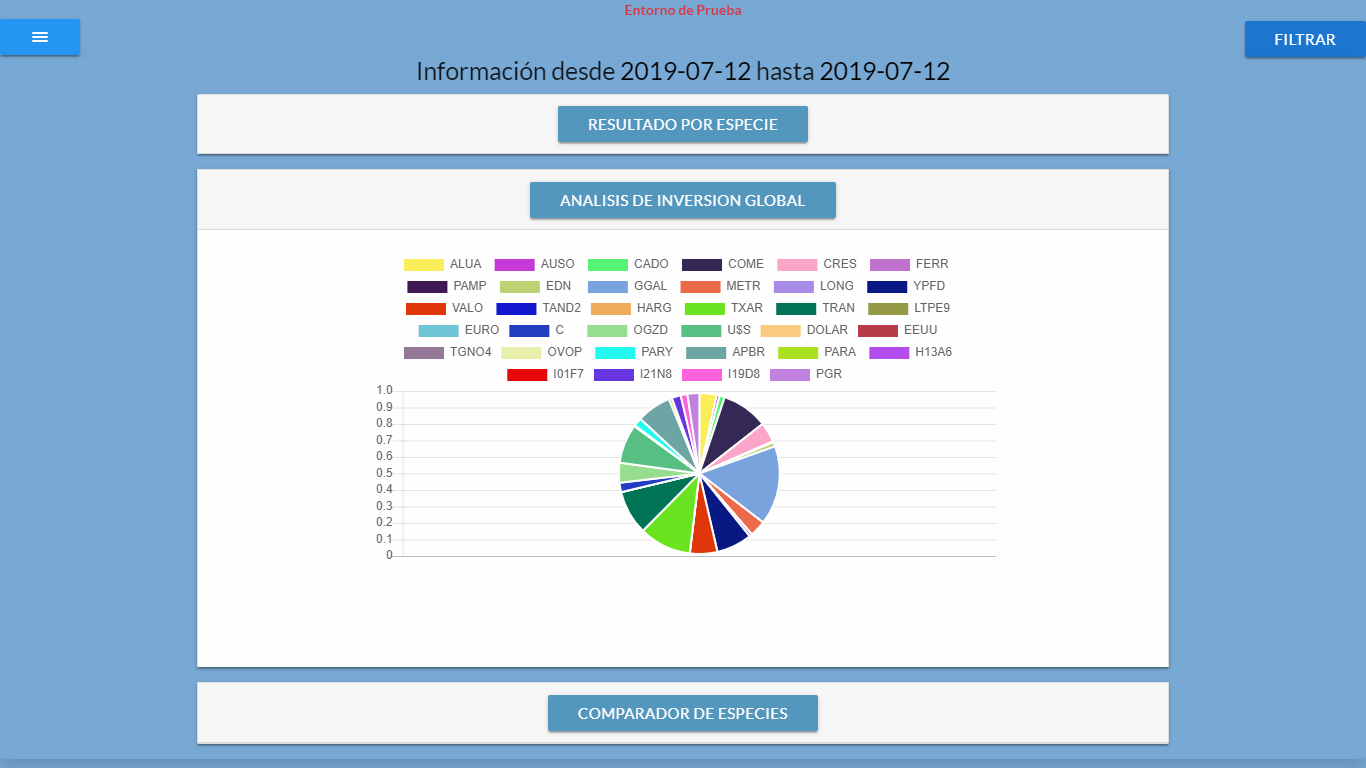 Entorno de Prueba
FILTRAR
Información desde 2019-07-12 hasta 2019-07-12
RESULTADO POR ESPECIE
ANALISIS DE INVERSION GLOBAL
ALUA AUSO CADO COME CRES FERR
PAMP EDN GGAL METR LONG YPFD
VALO TAND2 HARG TXAR TRAN LTPE9
EURO C OGZD U$S DOLAR EEUU
TGNO4 OVOP PARY APBR PARA H13A6
I01F7 I21N8 I19D8 PGR
1.0
0.9
0.8
0.7
0.6
0.5
0.4
0.3
0.2
0.1
0
COMPARADOR DE ESPECIES